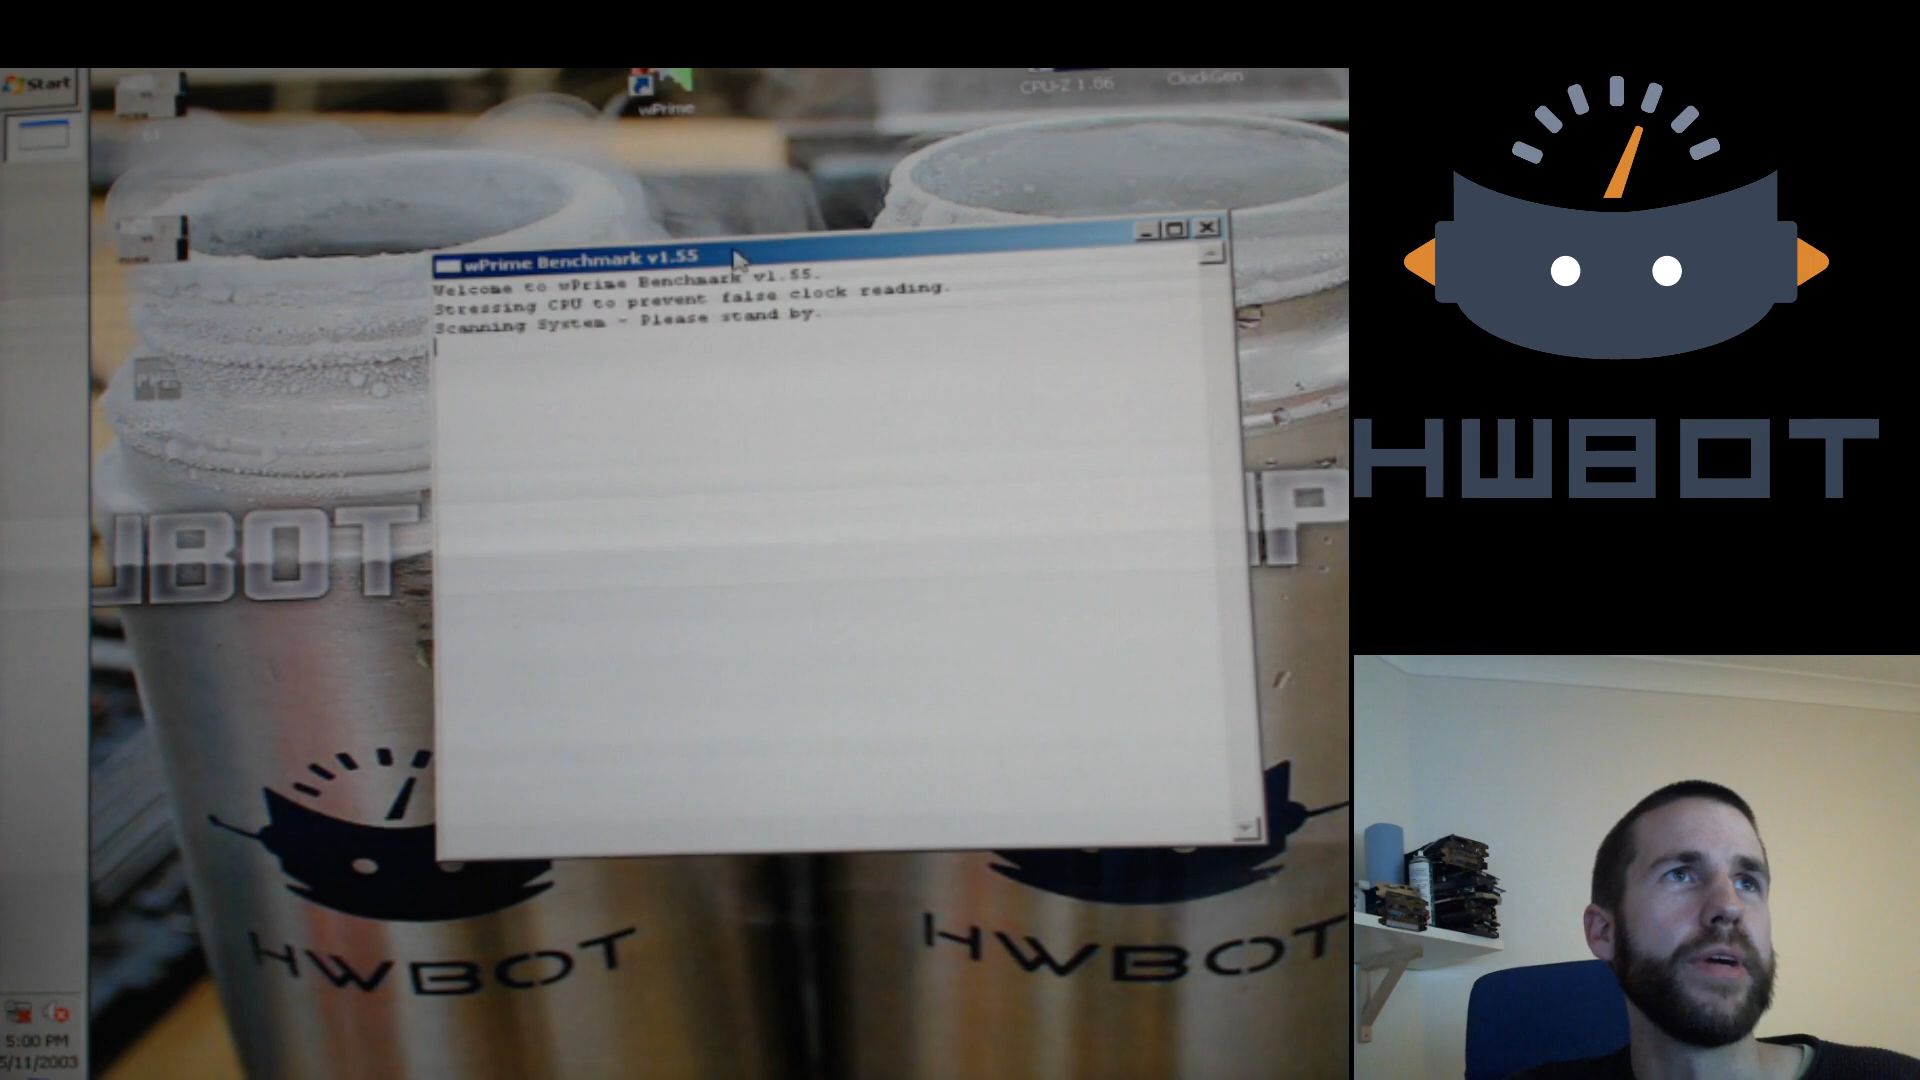 Start
wPrime
CPU-Z 1.86
ClockGen
wPrime Benchmark v1.55
Welcome to wPrime Benchmark v1.55.
Stressing CPU to prevent false clock reading.
Scanning System - Please stand by.
HWBOT
HWBOT
HWBOT
5:00 PM
5/11/2003